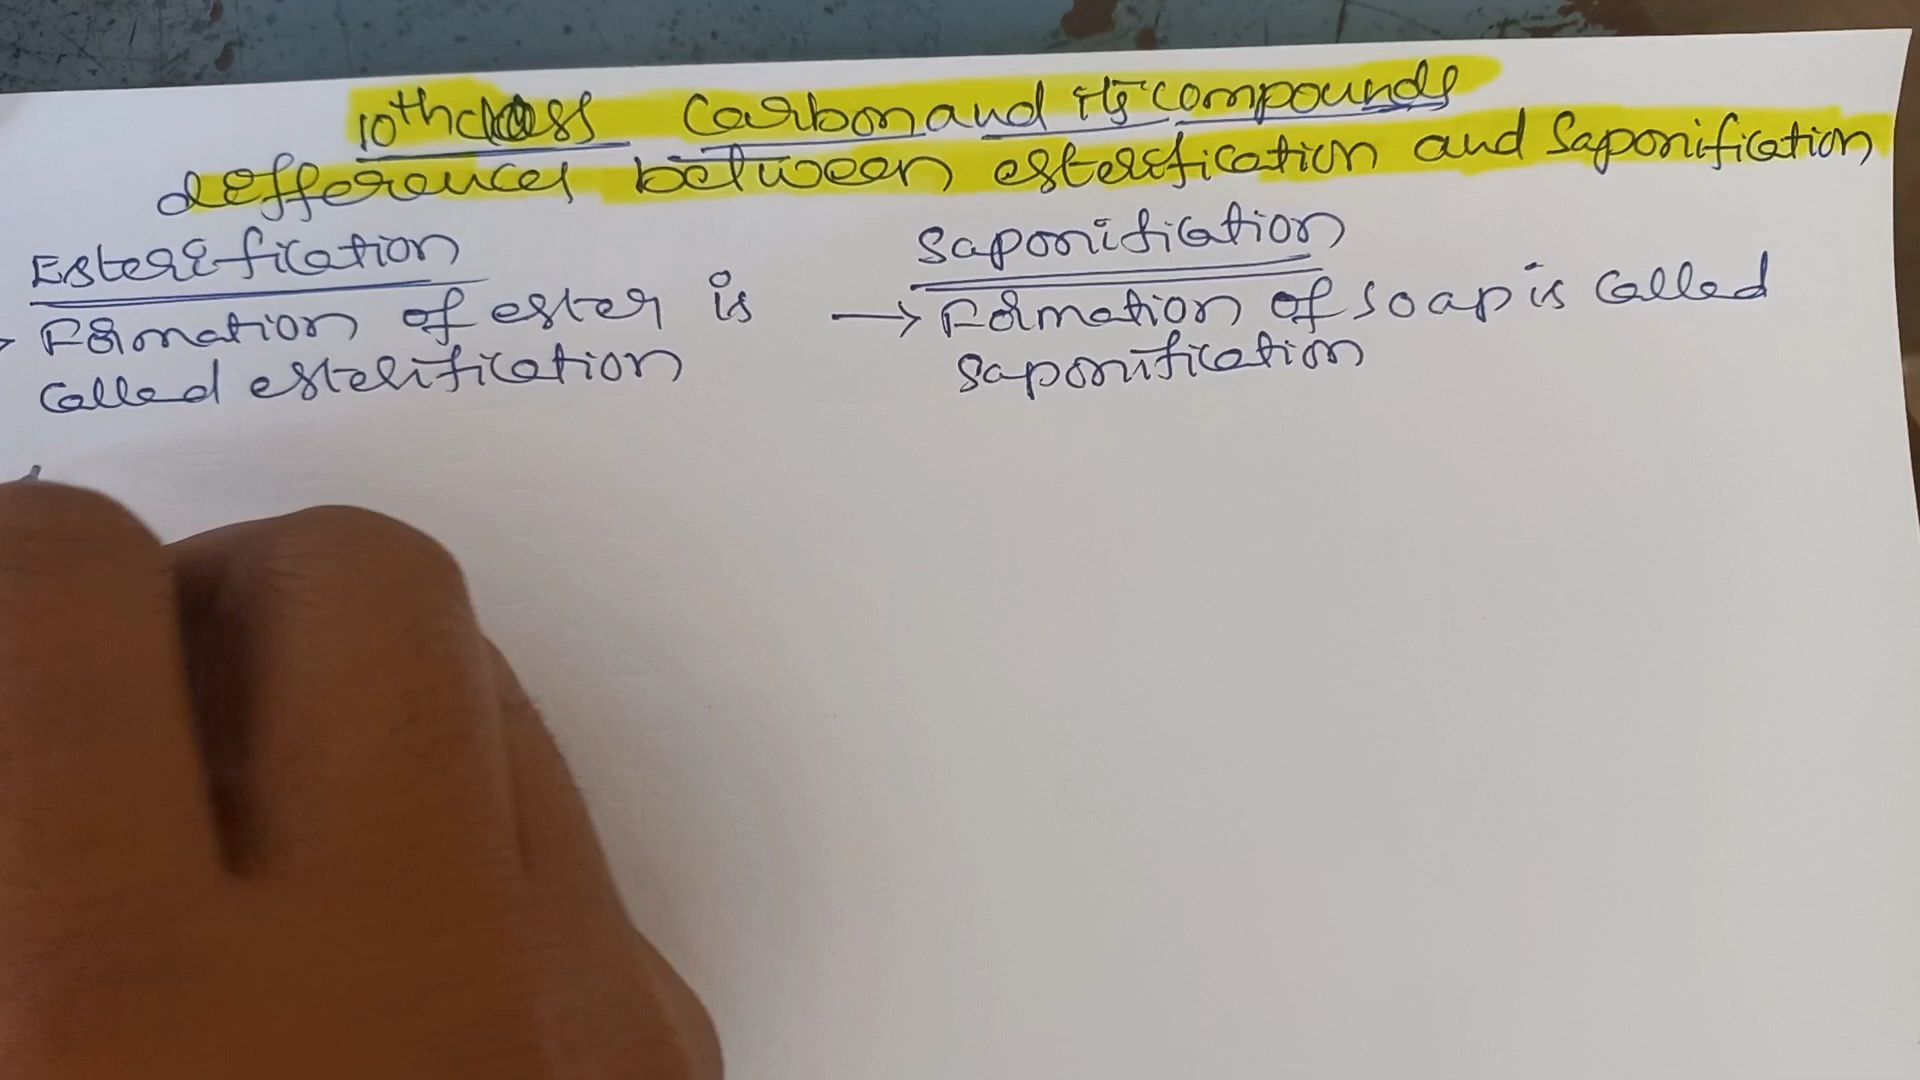 10th class Carbon and its compounds
defferences between esterification and Saponification
Esterification
Formation of ester is
called esterification
Saponification
→ Formation of soap is called
saponification